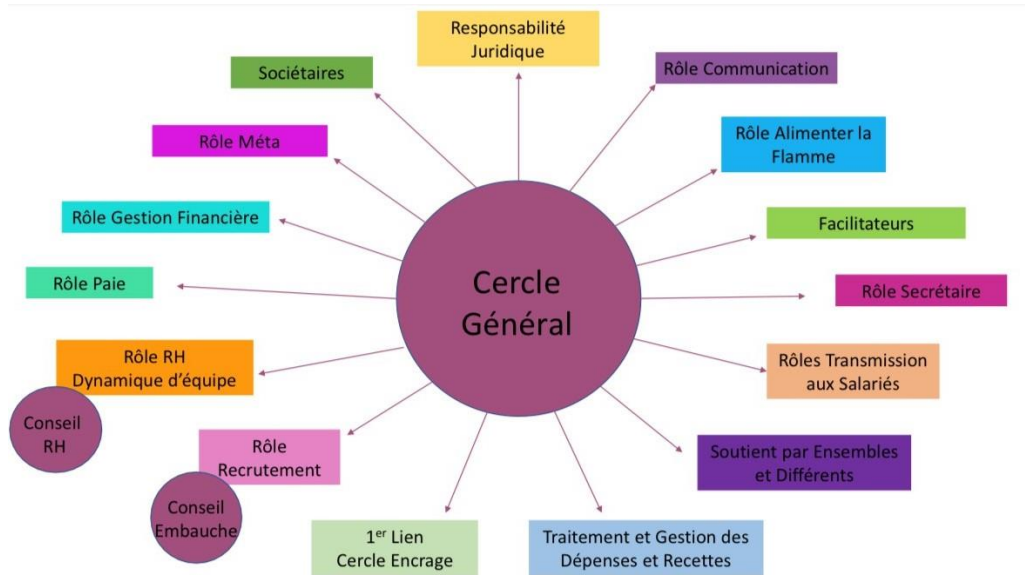 Responsabilité
Juridique
Sociétaires
Rôle Communication
Rôle Méta
Rôle Alimenter la
Flamme
Rôle Gestion Financière
Facilitateurs
Cercle
Général
Rôle Paie
Rôle Secrétaire
Rôle RH
Dynamique d'équipe
Rôles Transmission
aux Salariés
Conseil
RH
Rôle
Recrutement
Soutient par Ensembles
et Différents
Conseil
Embauche
1er Lien
Cercle Encrage
Traitement et Gestion des
Dépenses et Recettes